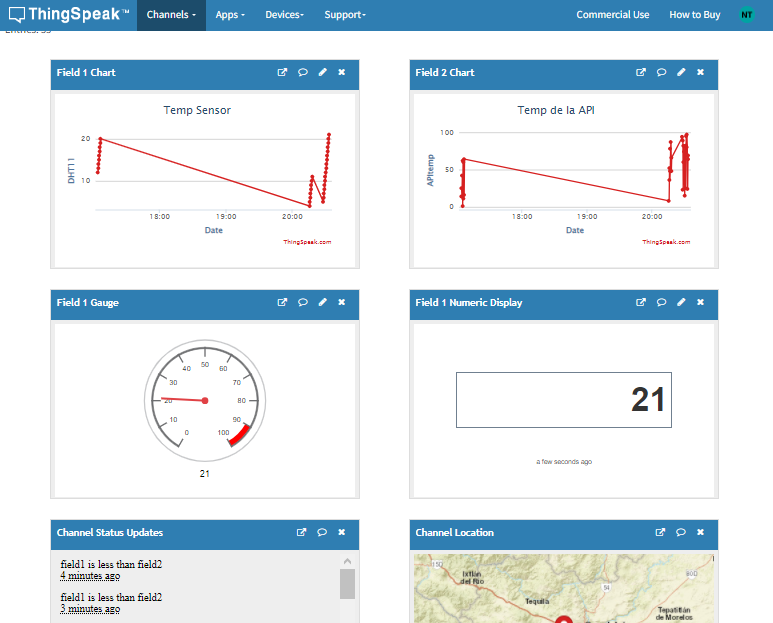 ThingSpeak™ Channels Apps Devices Support Commercial Use How to Buy NT
Field 1 Chart
Temp Sensor
DHT11
20
10
18:00 19:00 20:00
Date
ThingSpeak.com
Field 2 Chart
Temp de la API
APItemp
100
50
0
18:00 19:00 20:00
Date
ThingSpeak.com
Field 1 Gauge
0
10
20
30
40
50
60
70
80
90
100
21
Field 1 Numeric Display
21
a few seconds ago
Channel Status Updates
field1 is less than field2
4 minutes ago
field1 is less than field2
3 minutes ago
Channel Location
15D
Ixtlán
del Río
80D
54
Tequila
Tepatitlán
de Morelos